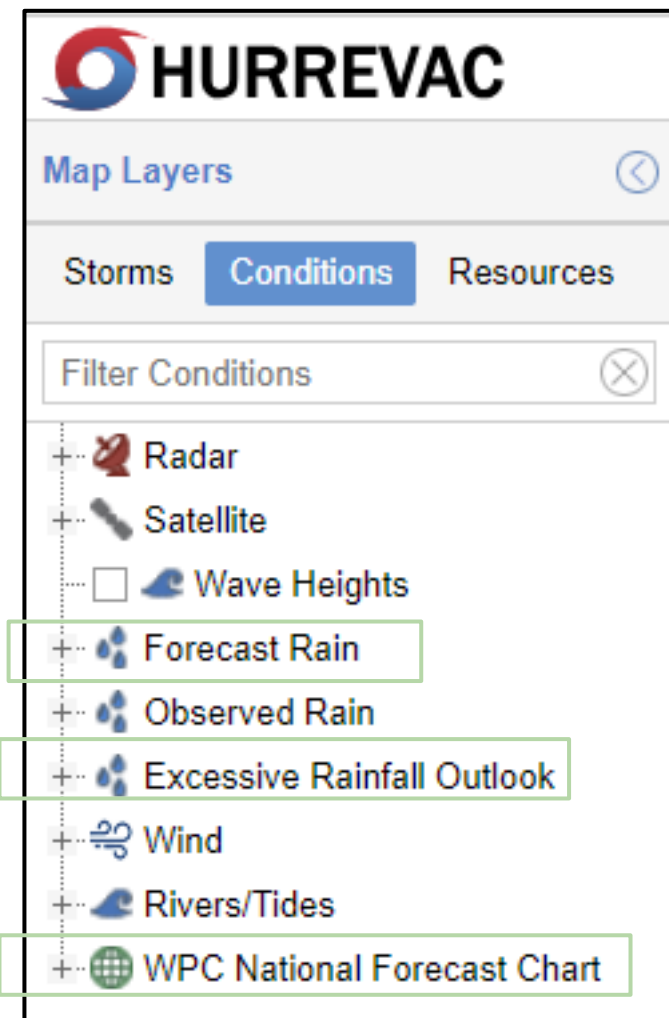 HURREVAC
Map Layers
Storms Conditions Resources
Filter Conditions
Radar
Satellite
Wave Heights
Forecast Rain
Observed Rain
Excessive Rainfall Outlook
Wind
Rivers/Tides
WPC National Forecast Chart